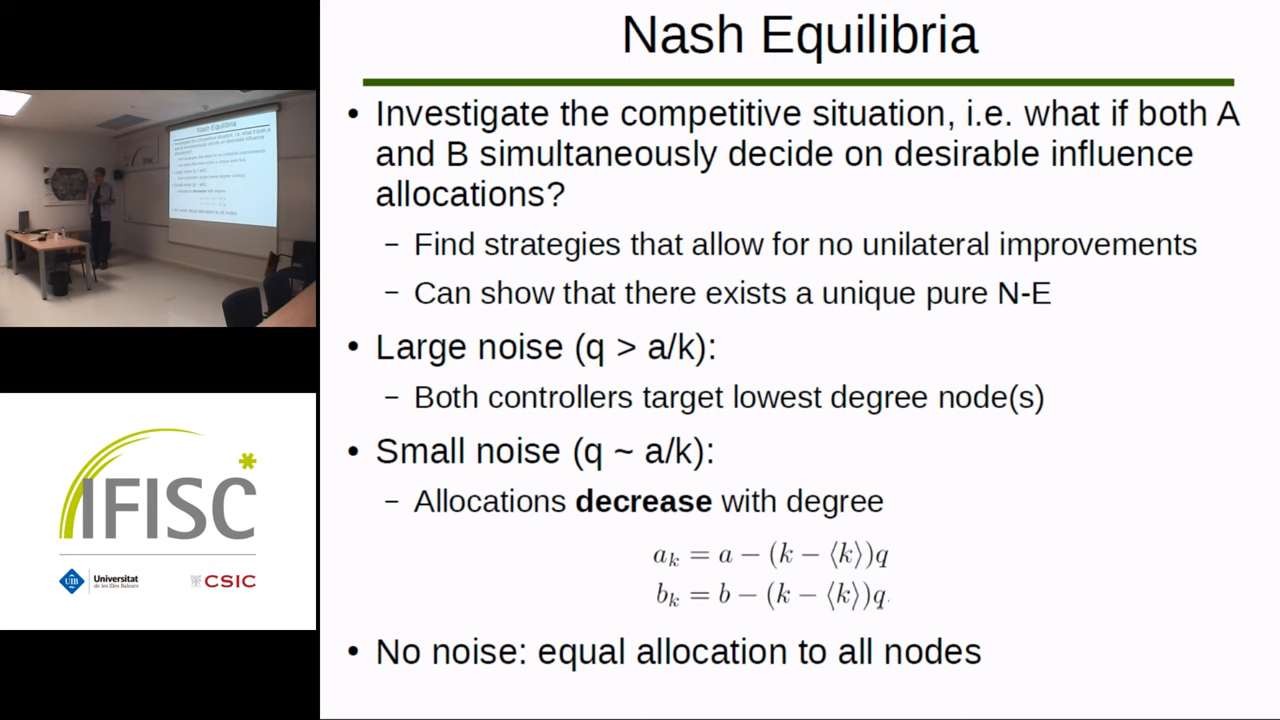 Nash Equilibria
• Investigate the competitive situation, i.e. what if both A
and B simultaneously decide on desirable influence
allocations?
– Find strategies that allow for no unilateral improvements
– Can show that there exists a unique pure N-E
• Large noise (q > a/k):
– Both controllers target lowest degree node(s)
• Small noise (q ~ a/k):
– Allocations decrease with degree
a_k = a − (k − ⟨k⟩)q
b_k = b − (k − ⟨k⟩)q.
• No noise: equal allocation to all nodes
IFISC
UIB
Universitat
de les Illes Balears
CSIC